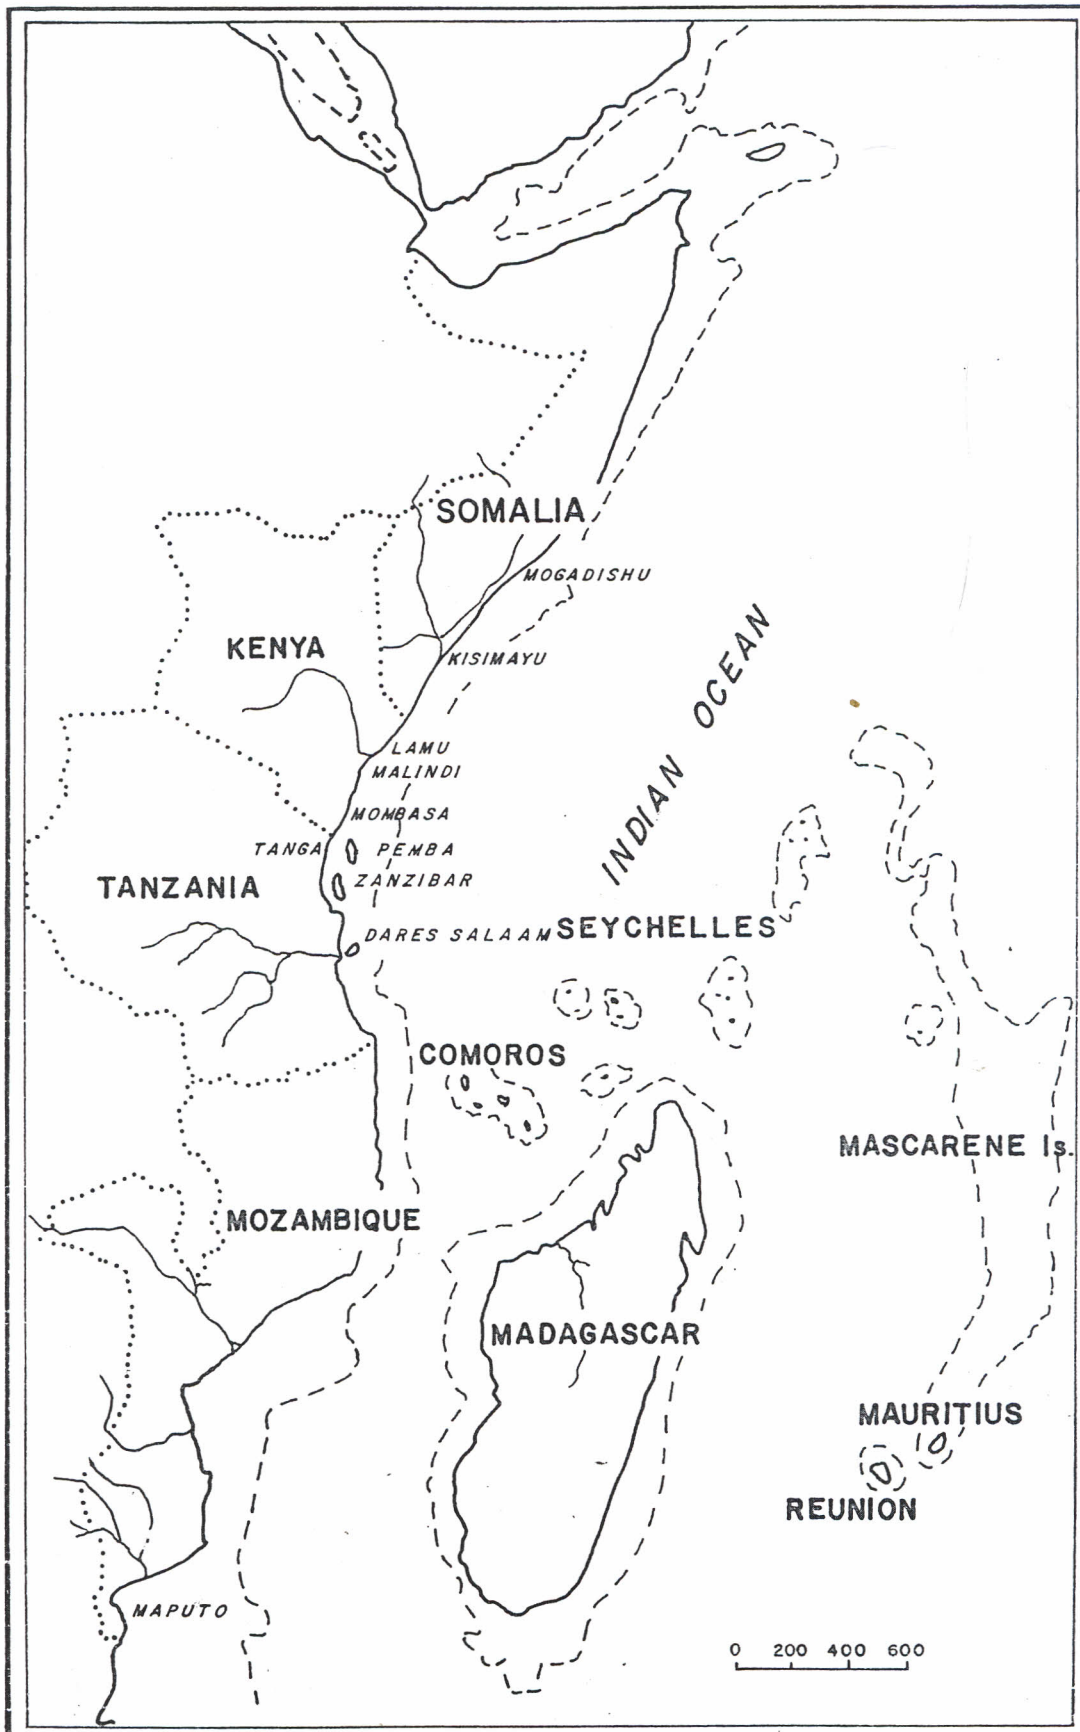 SOMALIA
MOGADISHU
KENYA
KISIMAYU
INDIAN OCEAN
LAMU
MALINDI
MOMBASA
TANGA
PEMBA
TANZANIA
ZANZIBAR
DARES SALAAM
SEYCHELLES
COMOROS
MASCARENE Is.
MOZAMBIQUE
MADAGASCAR
MAURITIUS
REUNION
MAPUTO
0 200 400 600